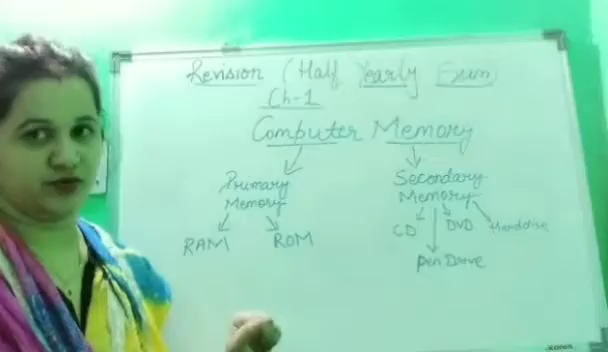 Revision (Half Yearly Exam)
Ch-1
Computer Memory
Primary Memory
RAM ROM
Secondary Memory
CD DVD Harddisk
Pen Drive